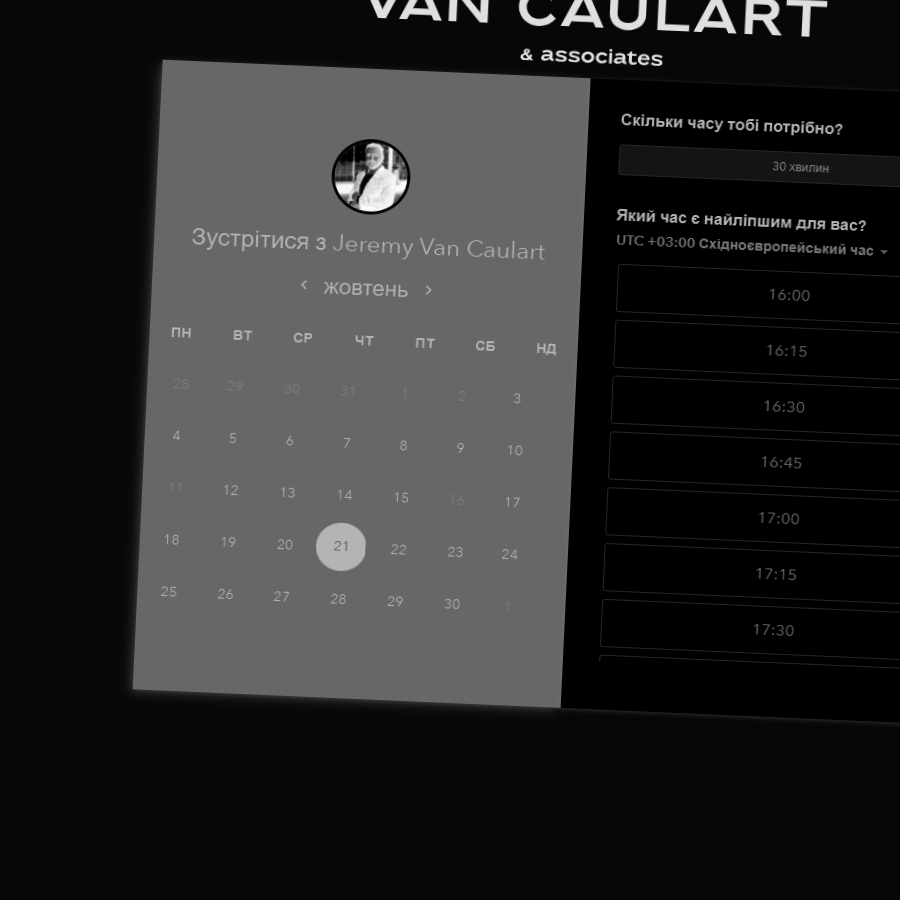 VAN CAULART
& associates
Зустрітися з Jeremy Van Caulart
жовтень
ПН ВТ СР ЧТ ПТ СБ НД
28 29 30 31 1 2 3
4 5 6 7 8 9 10
11 12 13 14 15 16 17
18 19 20 21 22 23 24
25 26 27 28 29 30 1
Скільки часу тобі потрібно?
30 хвилин
Який час є найліпшим для вас?
UTC +03:00 Східноєвропейський час
16:00
16:15
16:30
16:45
17:00
17:15
17:30